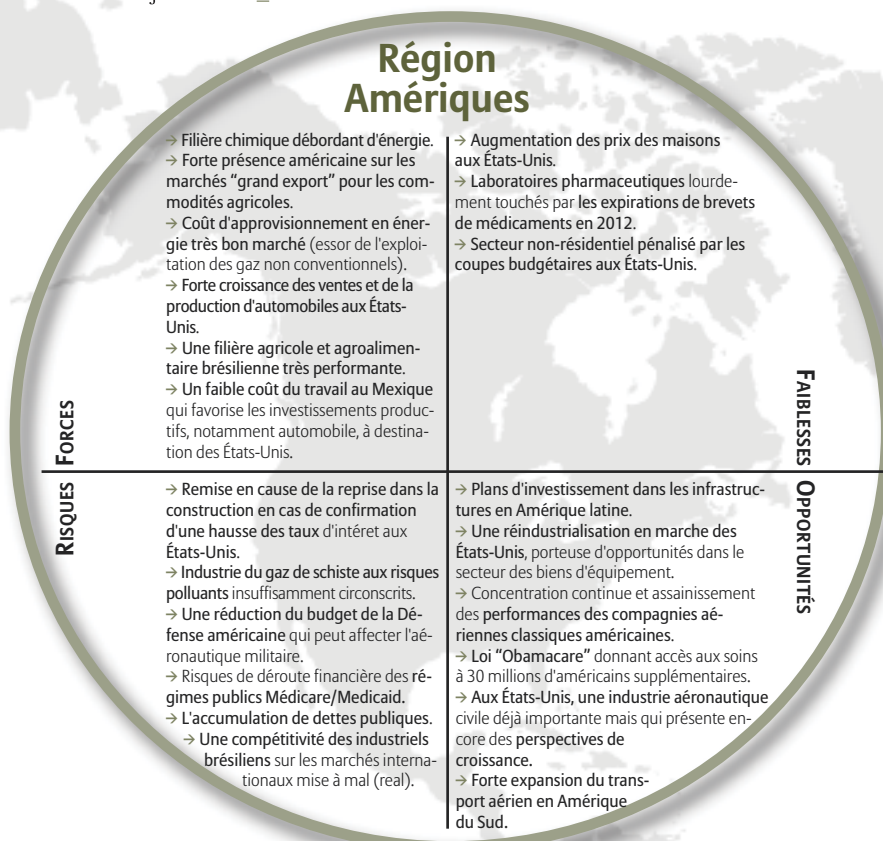 Région
Amériques
→ Filière chimique débordant d'énergie.
→ Forte présence américaine sur les
marchés “grand export” pour les com-
modités agricoles.
→ Coût d'approvisionnement en éner-
gie très bon marché (essor de l'exploi-
tation des gaz non conventionnels).
→ Forte croissance des ventes et de la
production d'automobiles aux États-
Unis.
→ Une filière agricole et agroalimen-
taire brésilienne très performante.
→ Un faible coût du travail au Mexique
qui favorise les investissements produc-
tifs, notamment automobile, à destina-
tion des États-Unis.
FORCES
→ Augmentation des prix des maisons
aux États-Unis.
→ Laboratoires pharmaceutiques lourde-
ment touchés par les expirations de brevets
de médicaments en 2012.
→ Secteur non-résidentiel pénalisé par les
coupes budgétaires aux États-Unis.
FAIBLESSES
RISQUES
→ Remise en cause de la reprise dans la
construction en cas de confirmation
d'une hausse des taux d'intéret aux
États-Unis.
→ Industrie du gaz de schiste aux risques
polluants insuffisamment circonscrits.
→ Une réduction du budget de la Dé-
fense américaine qui peut affecter l'aé-
ronautique militaire.
→ Risques de déroute financière des ré-
gimes publics Médicare/Medicaid.
→ L'accumulation de dettes publiques.
→ Une compétitivité des industriels
brésiliens sur les marchés interna-
tionaux mise à mal (real).
→ Plans d'investissement dans les infrastruc-
tures en Amérique latine.
→ Une réindustrialisation en marche des
États-Unis, porteuse d'opportunités dans le
secteur des biens d'équipement.
→ Concentration continue et assainissement
des performances des compagnies aé-
riennes classiques américaines.
→ Loi “Obamacare” donnant accès aux soins
à 30 millions d'américains supplémentaires.
→ Aux États-Unis, une industrie aéronautique
civile déjà importante mais qui présente en-
core des perspectives de
croissance.
→ Forte expansion du trans-
port aérien en Amérique
du Sud.
OPPORTUNITÉS